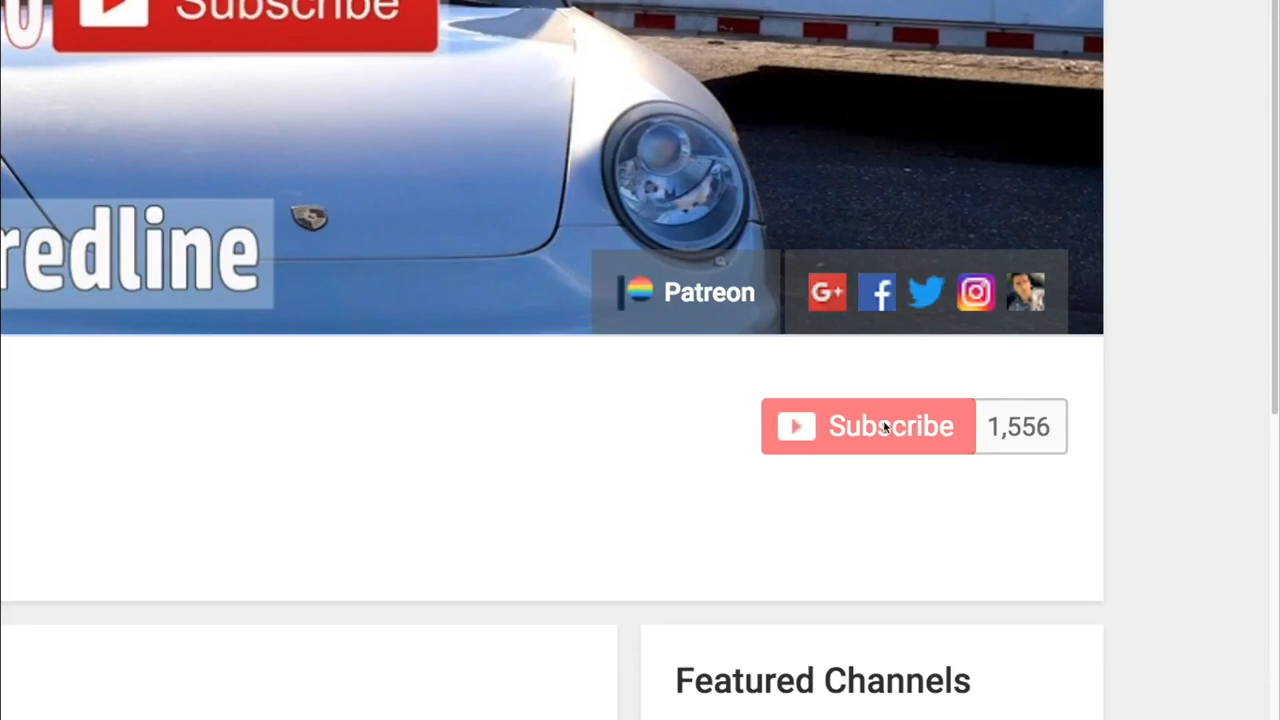 Subscribe
redline
Patreon G+ f
Subscribe 1,556
Featured Channels